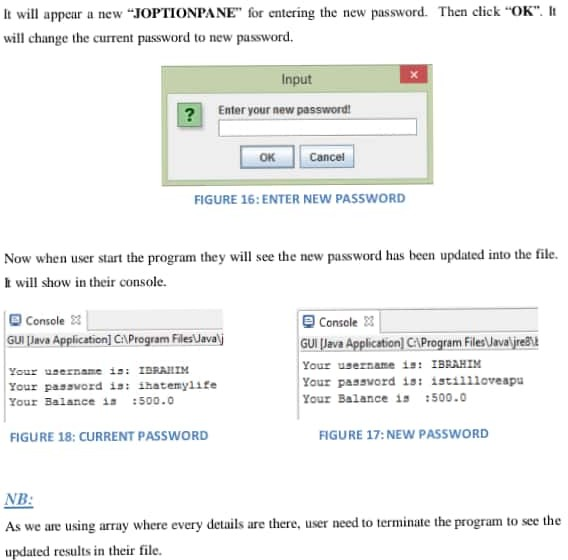 It will appear a new “JOPTIONPANE” for entering the new password. Then click “OK”. It
will change the current password to new password.
Input
x
?
Enter your new password!
OK
Cancel
FIGURE 16: ENTER NEW PASSWORD
Now when user start the program they will see the new password has been updated into the file.
It will show in their console.
Console
GUI [Java Application] C:\Program Files\Java\j
Your username is: IBRAHIM
Your password is: ihatemylife
Your Balance is :500.0
FIGURE 18: CURRENT PASSWORD
Console
GUI [Java Application] C:\Program Files\Java\jre8\b
Your username is: IBRAHIM
Your password is: istillloveapu
Your Balance is :500.0
FIGURE 17: NEW PASSWORD
NB:
As we are using array where every details are there, user need to terminate the program to see the
updated results in their file.